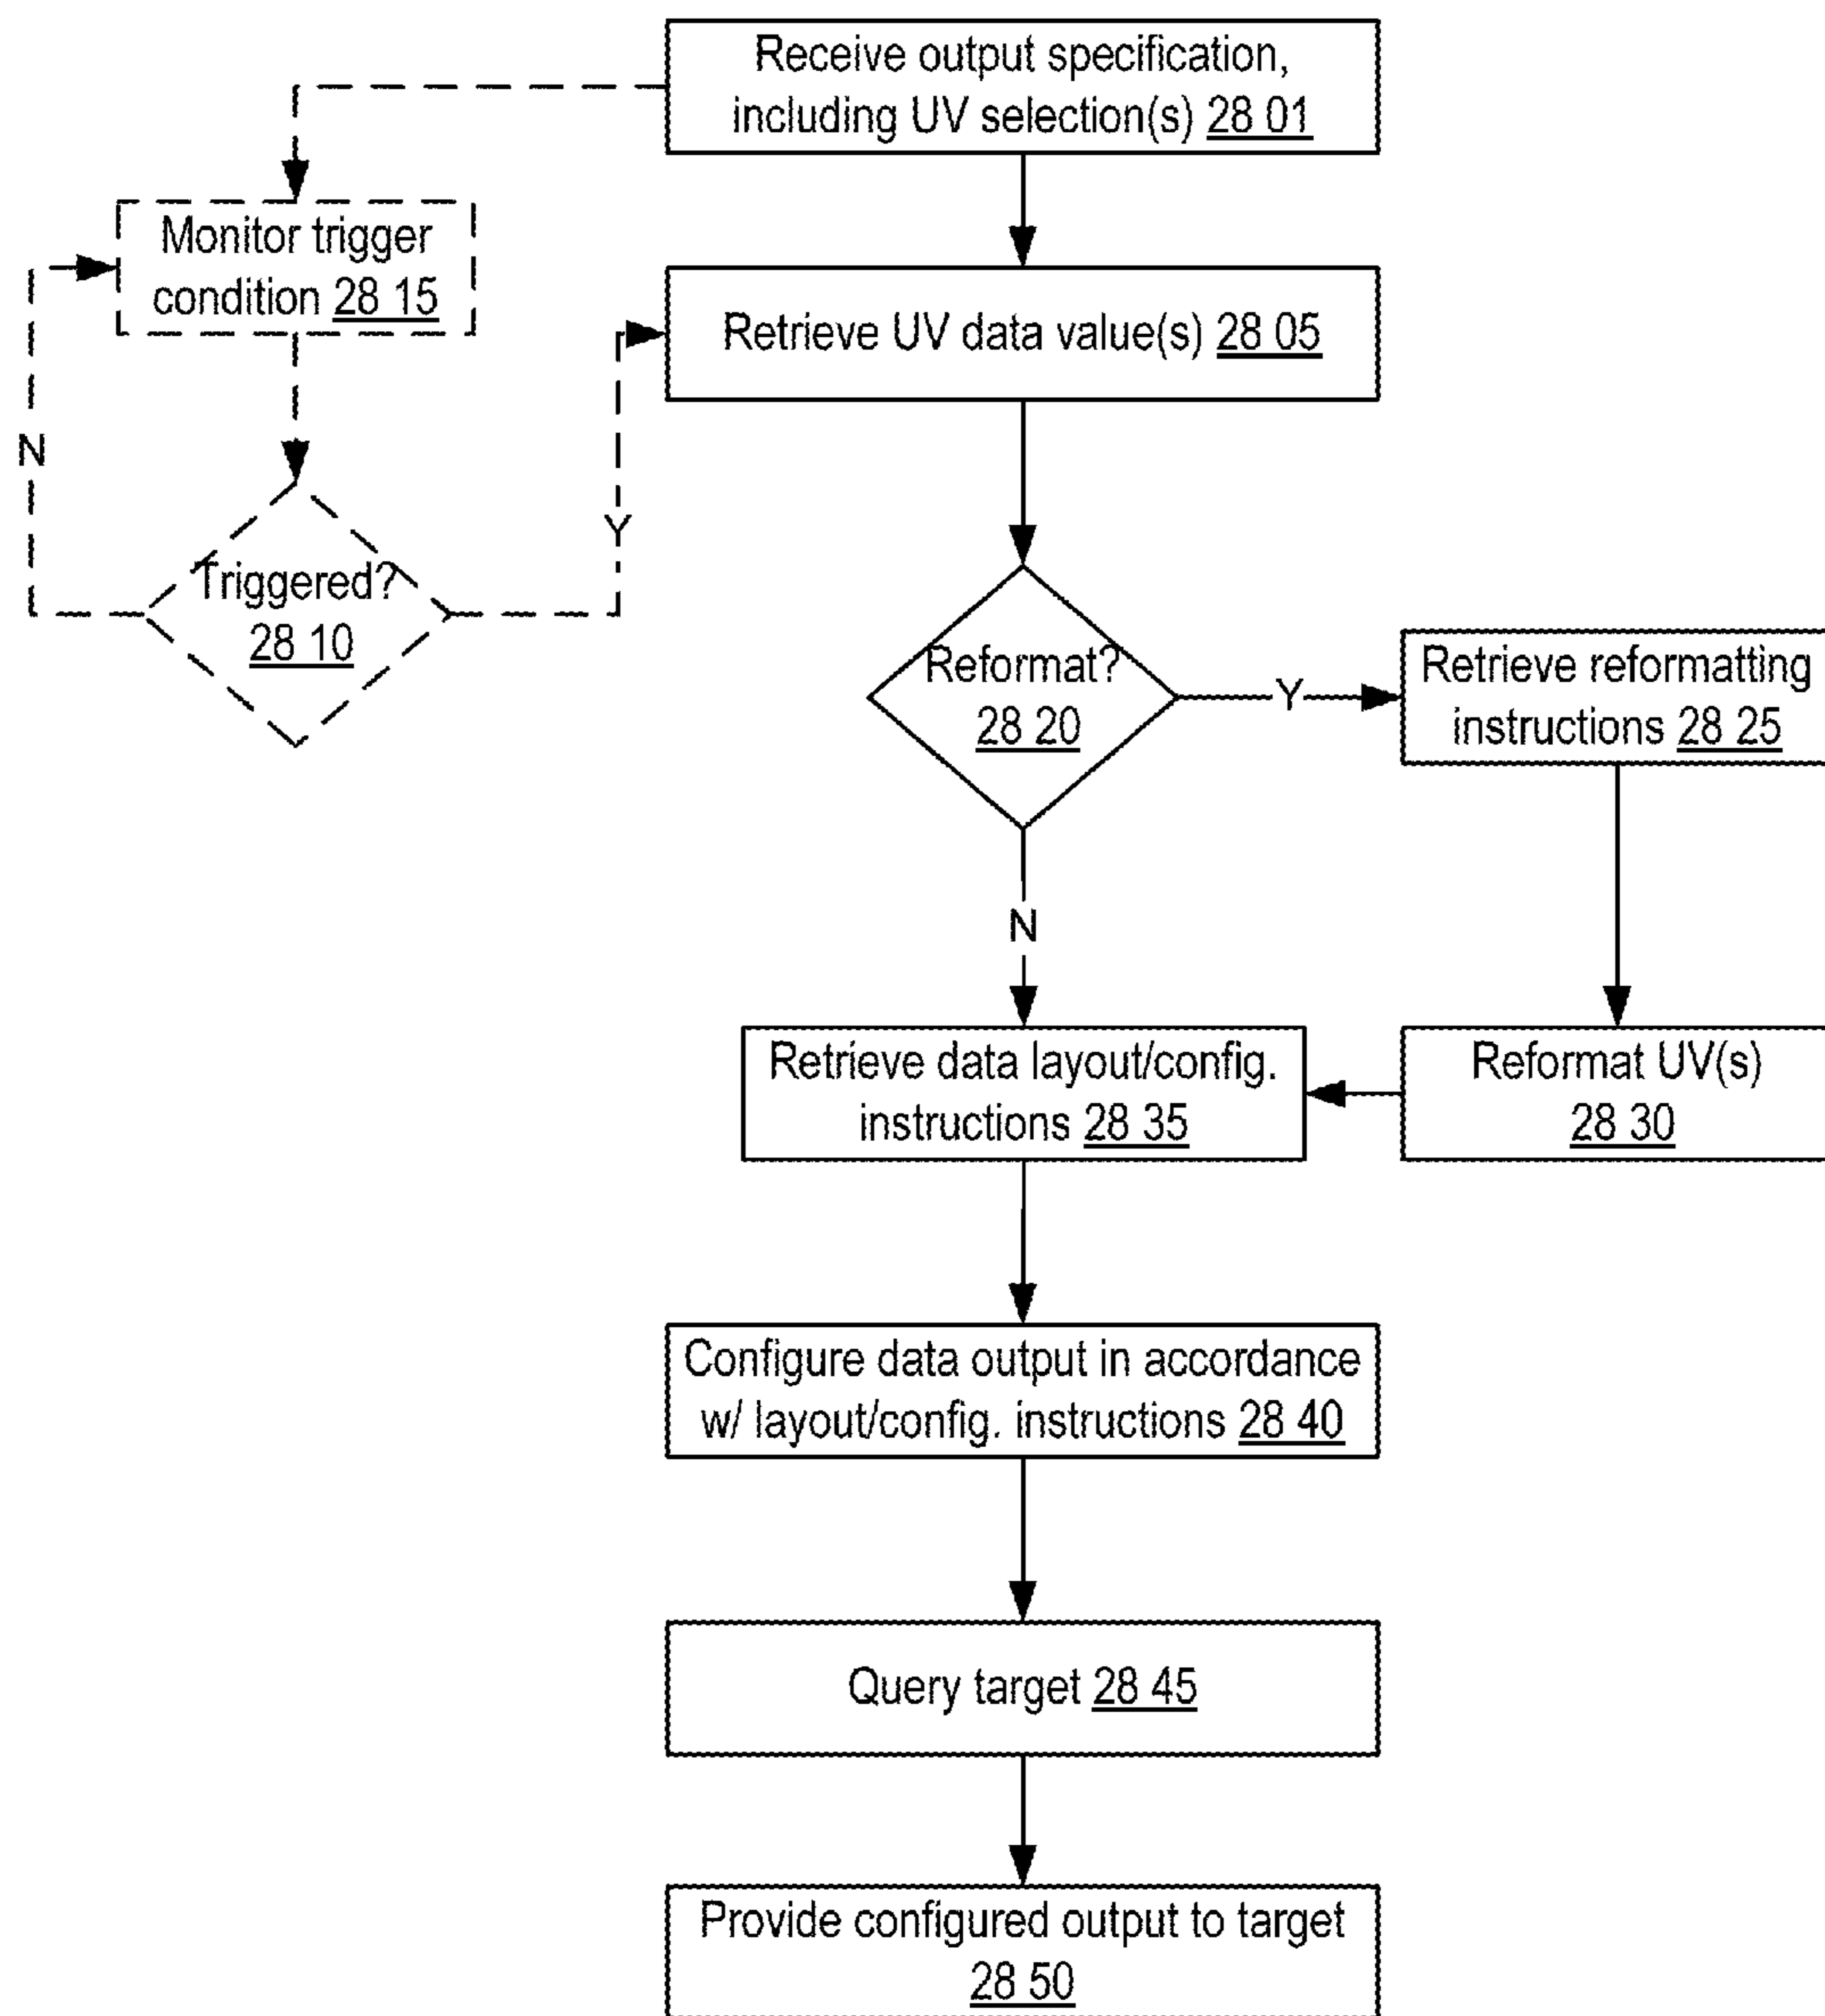 Receive output specification,
including UV selection(s) 28 01
Monitor trigger
condition 28 15
Retrieve UV data value(s) 28 05
N
Y
Triggered?
28 10
Reformat?
28 20
Y
Retrieve reformatting
instructions 28 25
N
Retrieve data layout/config.
instructions 28 35
Reformat UV(s)
28 30
Configure data output in accordance
w/ layout/config. instructions 28 40
Query target 28 45
Provide configured output to target
28 50